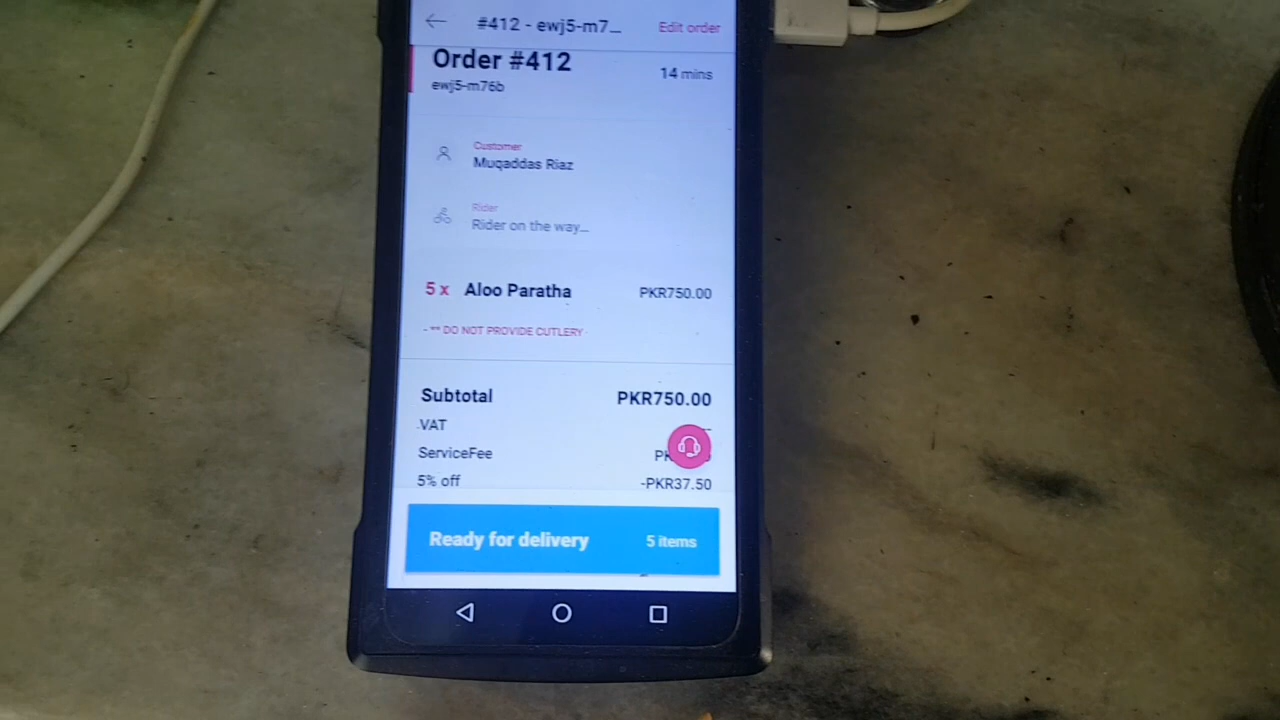 #412 - ewj5-m7... Edit order
Order #412 14 mins
ewj5-m76b
Customer
Muqaddas Riaz
Rider
Rider on the way...
5 x Aloo Paratha PKR750.00
- ** DO NOT PROVIDE CUTLERY
Subtotal PKR750.00
VAT
ServiceFee
5% off -PKR37.50
Ready for delivery 5 items